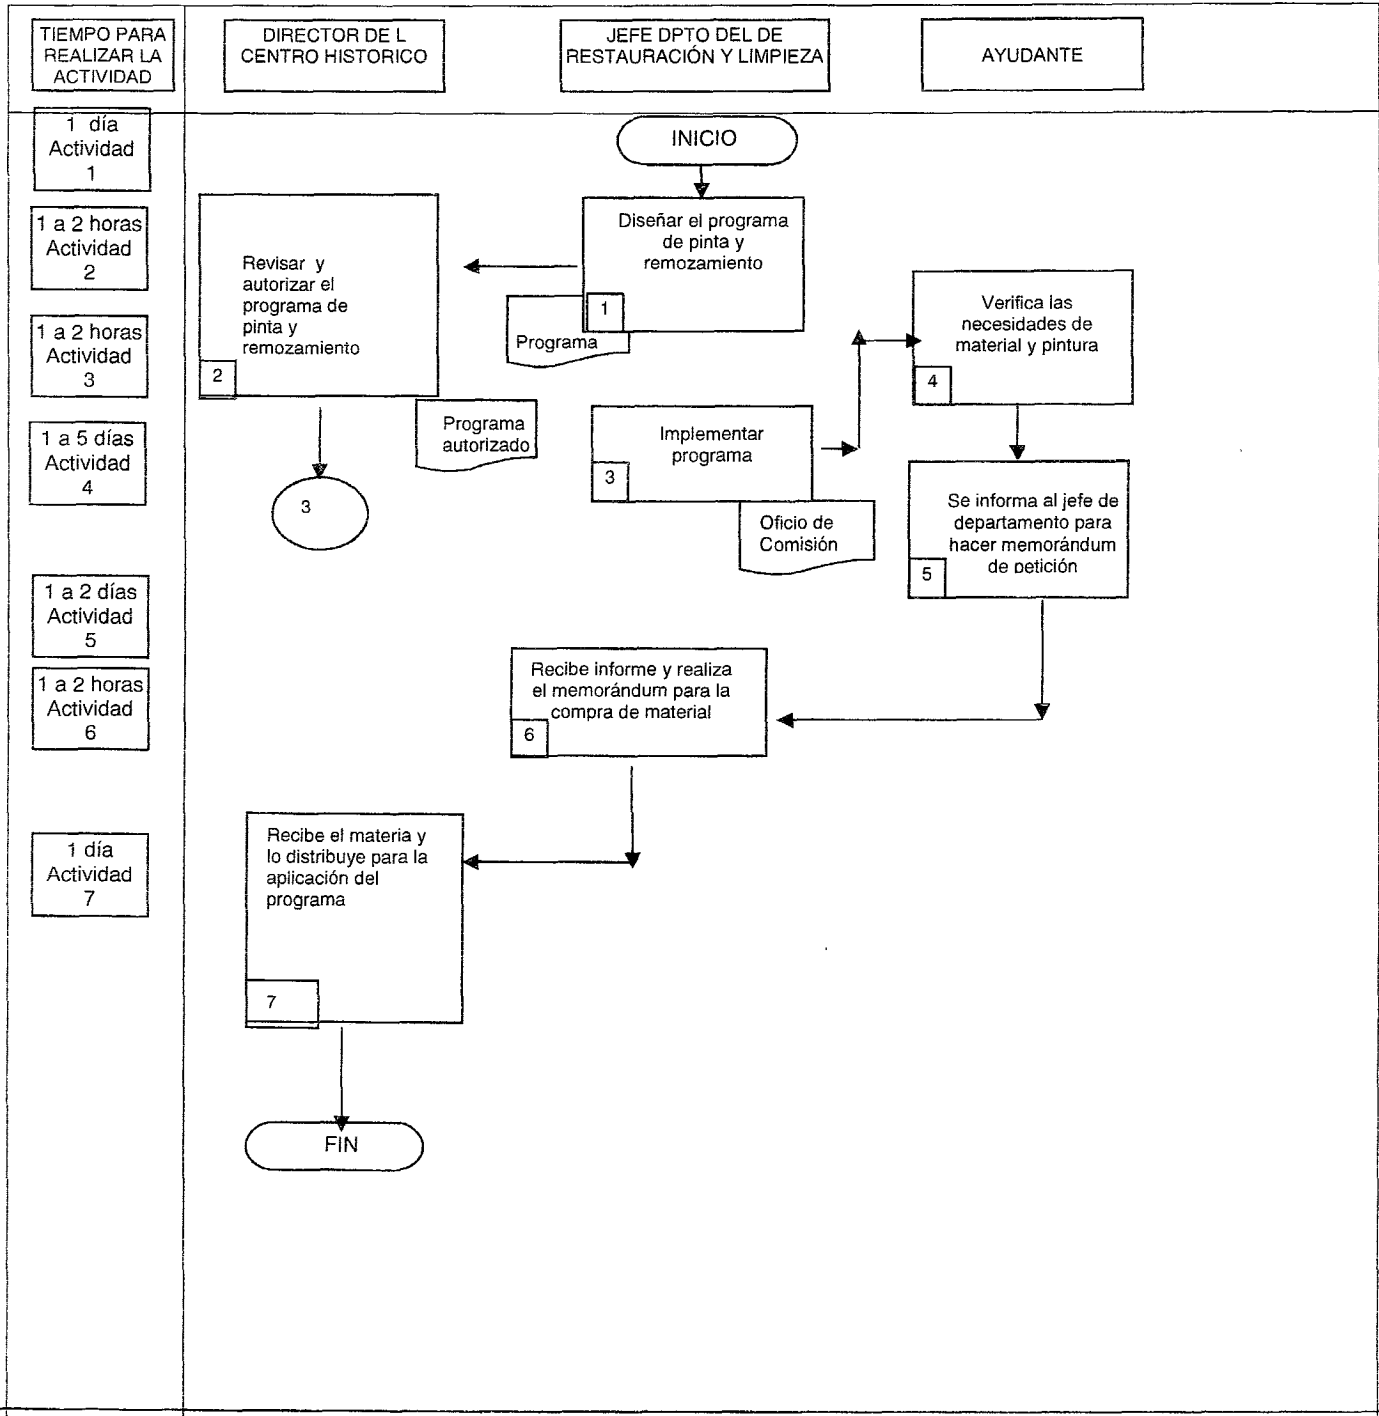 TIEMPO PARA
REALIZAR LA
ACTIVIDAD
DIRECTOR DE L
CENTRO HISTORICO
JEFE DPTO DEL DE
RESTAURACIÓN Y LIMPIEZA
AYUDANTE
1 día
Actividad
1
1 a 2 horas
Actividad
2
1 a 2 horas
Actividad
3
1 a 5 días
Actividad
4
1 a 2 días
Actividad
5
1 a 2 horas
Actividad
6
1 día
Actividad
7
INICIO
Diseñar el programa
de pinta y
remozamiento
1
Programa
Revisar y
autorizar el
programa de
pinta y
remozamiento
2
Programa
autorizado
3
Implementar
programa
3
Oficio de
Comisión
Verifica las
necesidades de
material y pintura
4
Se informa al jefe de
departamento para
hacer memorándum
de petición
5
Recibe informe y realiza
el memorándum para la
compra de material
6
Recibe el materia y
lo distribuye para la
aplicación del
programa
7
FIN